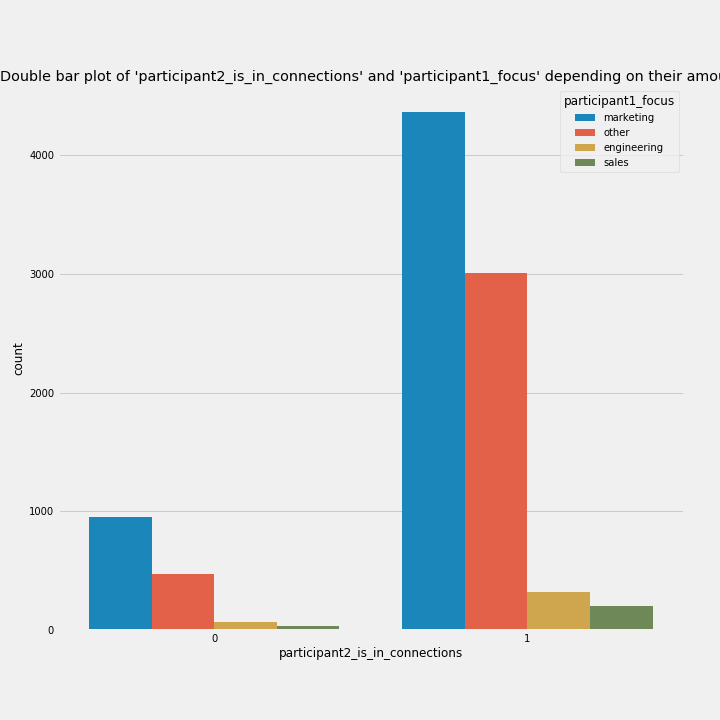 Double bar plot of 'participant2_is_in_connections' and 'participant1_focus' depending on their
participant1_focus
marketing
other
engineering
sales
4000
3000
2000
1000
0
count
0 1
participant2_is_in_connections